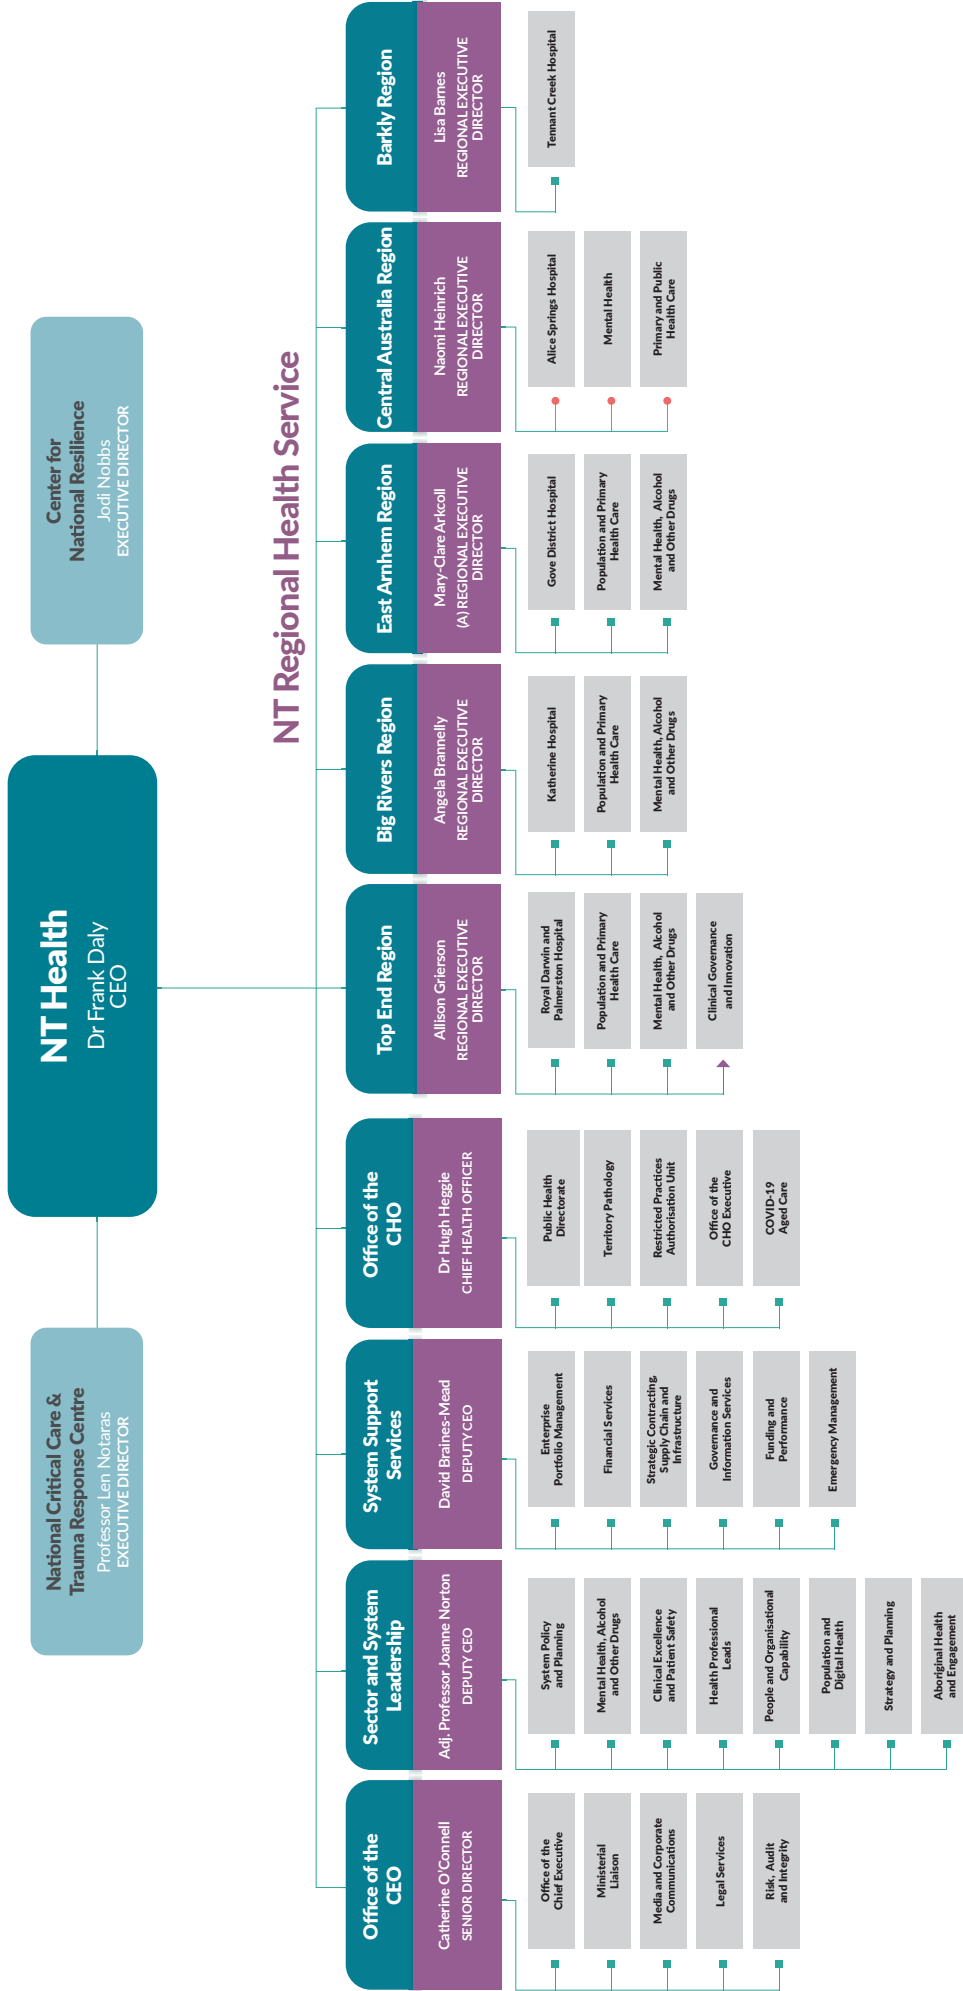 NT Health
Dr Frank Daly
CEO
National Critical Care &
Trauma Response Centre
Professor Len Notaras
EXECUTIVE DIRECTOR
Center for
National Resilience
Jodi Nobbs
EXECUTIVE DIRECTOR
NT Regional Health Service
Office of the
CEO
Catherine O'Connell
SENIOR DIRECTOR
Office of the
Chief Executive
Ministerial
Liaison
Media and Corporate
Communications
Legal Services
Risk, Audit
and Integrity
Sector and System
Leadership
Adj. Professor Joanne Norton
DEPUTY CEO
System Policy
and Planning
Mental Health, Alcohol
and Other Drugs
Clinical Excellence
and Patient Safety
Health Professional
Leads
People and Organisational
Capability
Population and
Digital Health
Strategy and Planning
Aboriginal Health
and Engagement
System Support
Services
David Braines-Mead
DEPUTY CEO
Enterprise
Portfolio Management
Financial Services
Strategic Contracting,
Supply Chain and
Infrastructure
Governance and
Information Services
Funding and
Performance
Emergency Management
Office of the
CHO
Dr Hugh Heggie
CHIEF HEALTH OFFICER
Public Health
Directorate
Territory Pathology
Restricted Practices
Authorisation Unit
Office of the
CHO Executive
COVID-19
Aged Care
Top End Region
Allison Grierson
REGIONAL EXECUTIVE
DIRECTOR
Royal Darwin and
Palmerston Hospital
Population and Primary
Health Care
Mental Health, Alcohol
and Other Drugs
Clinical Governance
and Innovation
Big Rivers Region
Angela Brannelly
REGIONAL EXECUTIVE
DIRECTOR
Katherine Hospital
Population and Primary
Health Care
Mental Health, Alcohol
and Other Drugs
East Arnhem Region
Mary-Clare Arkcoll
(A) REGIONAL EXECUTIVE
DIRECTOR
Gove District Hospital
Population and Primary
Health Care
Mental Health, Alcohol
and Other Drugs
Central Australia Region
Naomi Heinrich
REGIONAL EXECUTIVE
DIRECTOR
Alice Springs Hospital
Mental Health
Primary and Public
Health Care
Barkly Region
Lisa Barnes
REGIONAL EXECUTIVE
DIRECTOR
Tennant Creek Hospital